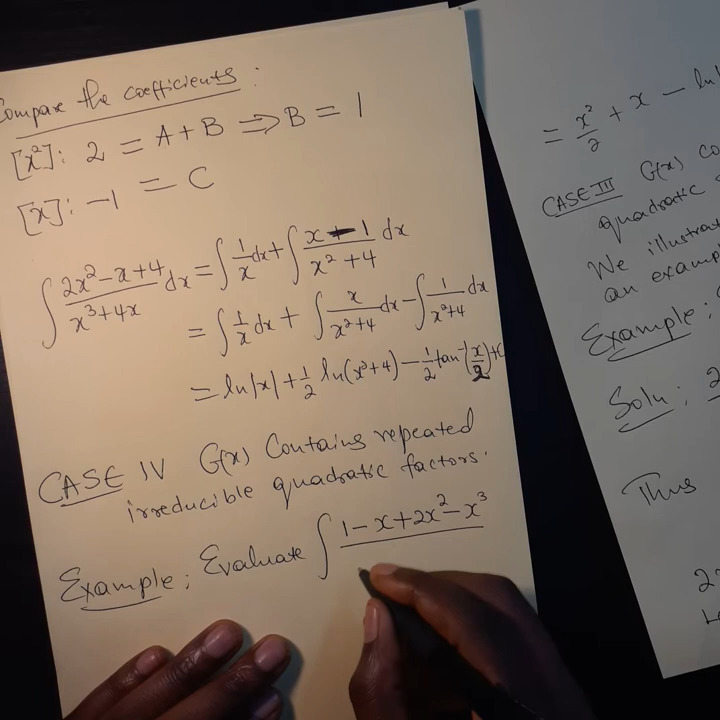 Compare the coefficients :
[x²]: 2 = A + B ⇒ B = 1
[x]: -1 = C
∫ (2x² - x + 4)/(x³ + 4x) dx = ∫ 1/x dx + ∫ (x - 1)/(x² + 4) dx
= ∫ 1/x dx + ∫ x/(x² + 4) dx - ∫ 1/(x² + 4) dx
= ln|x| + 1/2 ln(x² + 4) - 1/2 tan⁻¹(x/2) + C
CASE IV G(x) Contains repeated
irreducible quadratic factors.
Example; Evaluate ∫ 1 - x + 2x² - x³
= x²/2 + x - ln
CASE III G(x) co
quadratic
We illustrat
an example
Example ;
Soln ; 2
Thus
2